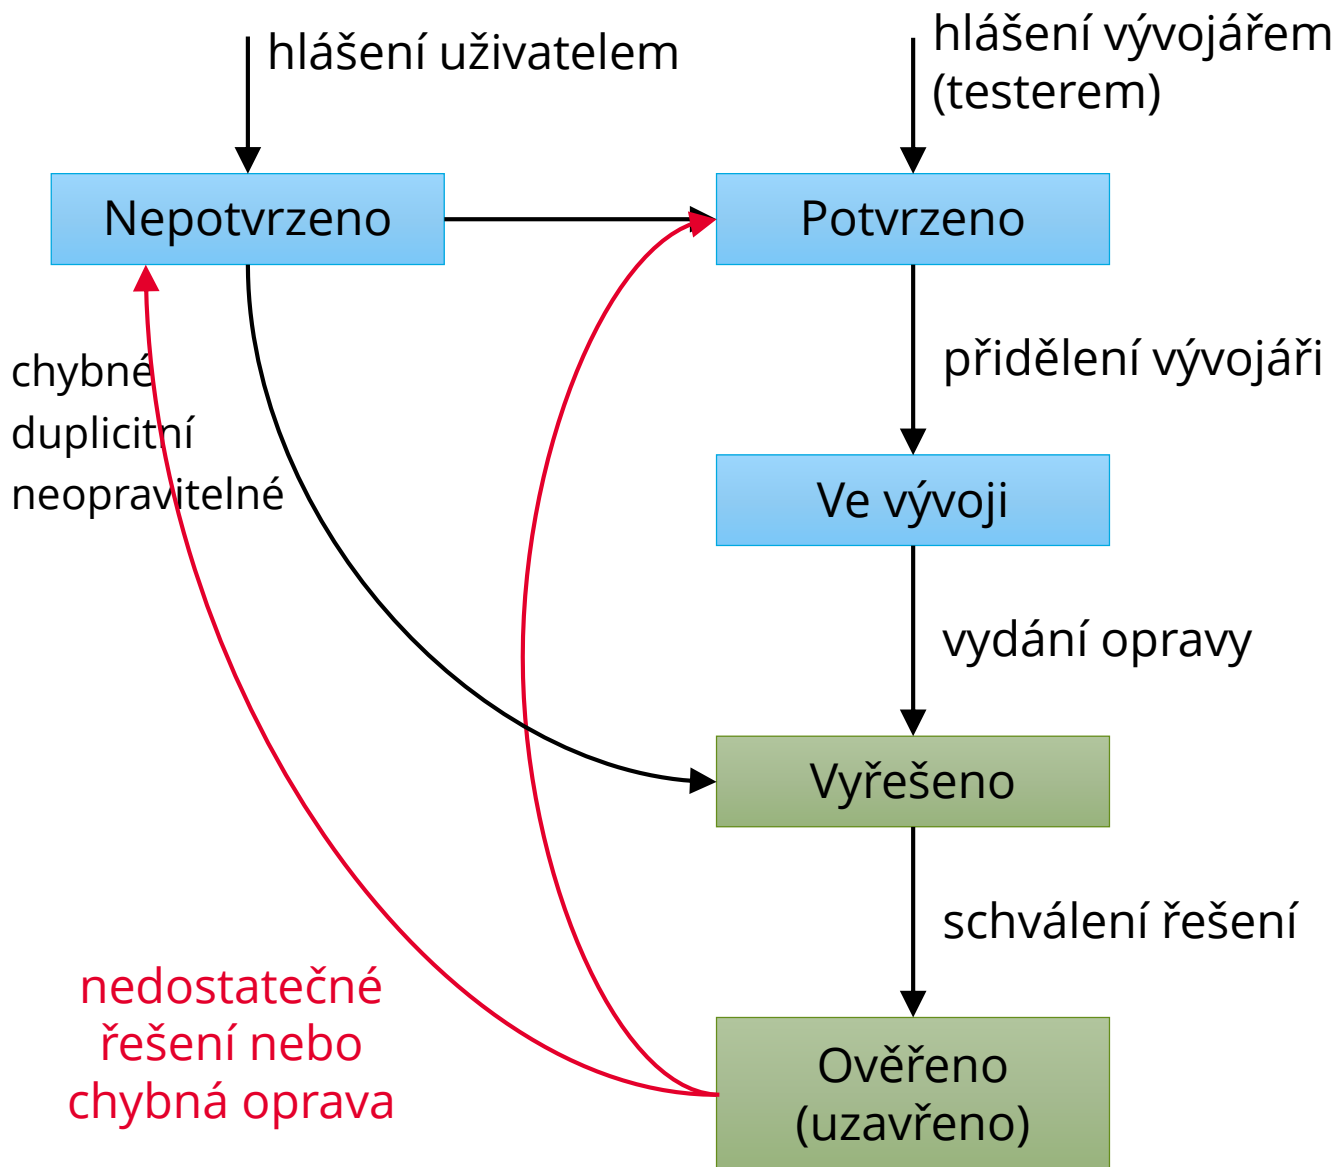 hlášení uživatelem
hlášení vývojářem
(testerem)
Nepotvrzeno
Potvrzeno
chybné
duplicitní
neopravitelné
přidělení vývojáři
Ve vývoji
vydání opravy
Vyřešeno
schválení řešení
nedostatečné
řešení nebo
chybná oprava
Ověřeno
(uzavřeno)